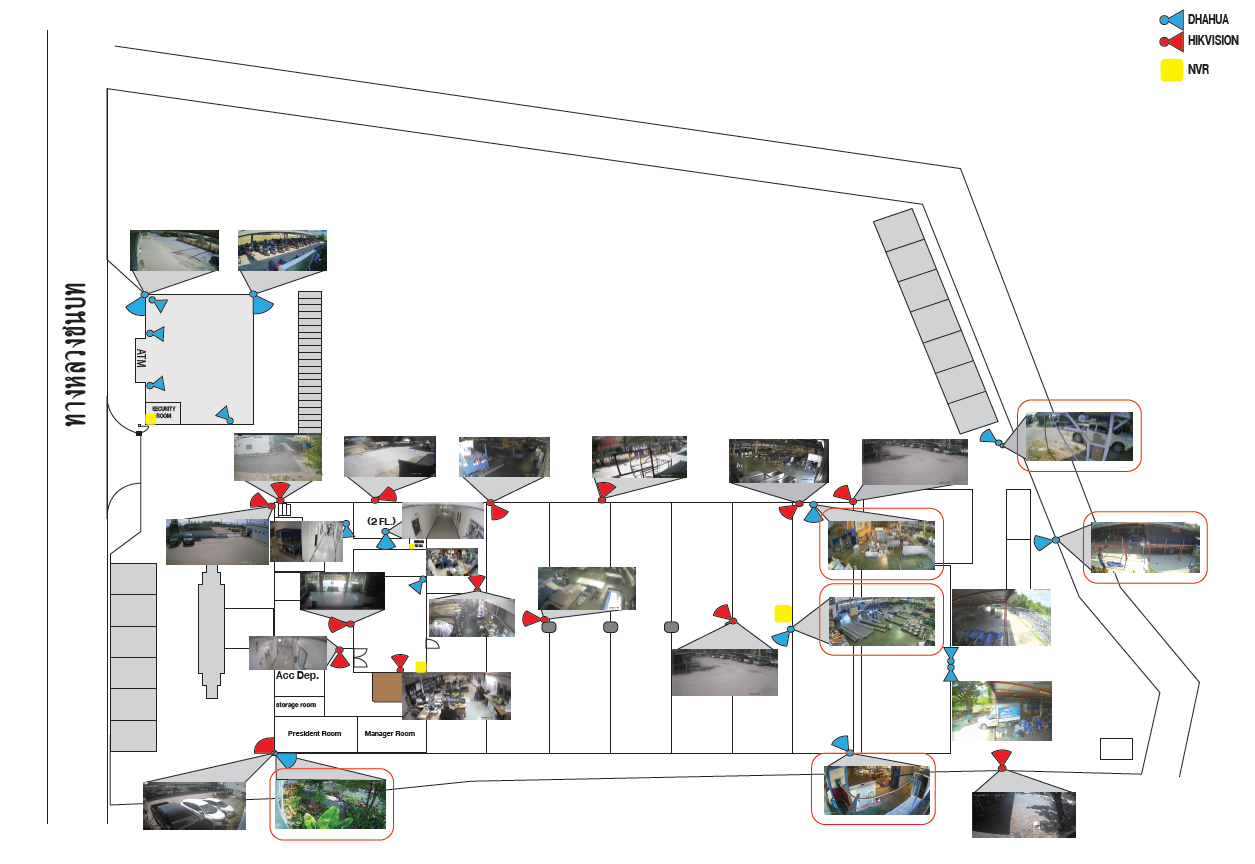 DHAHUA
HIKVISION
NVR
ทางหลวงชนบท
ATM
SECURITY
ROOM
(2 FL.)
Acc Dep.
storage room
President Room
Manager Room